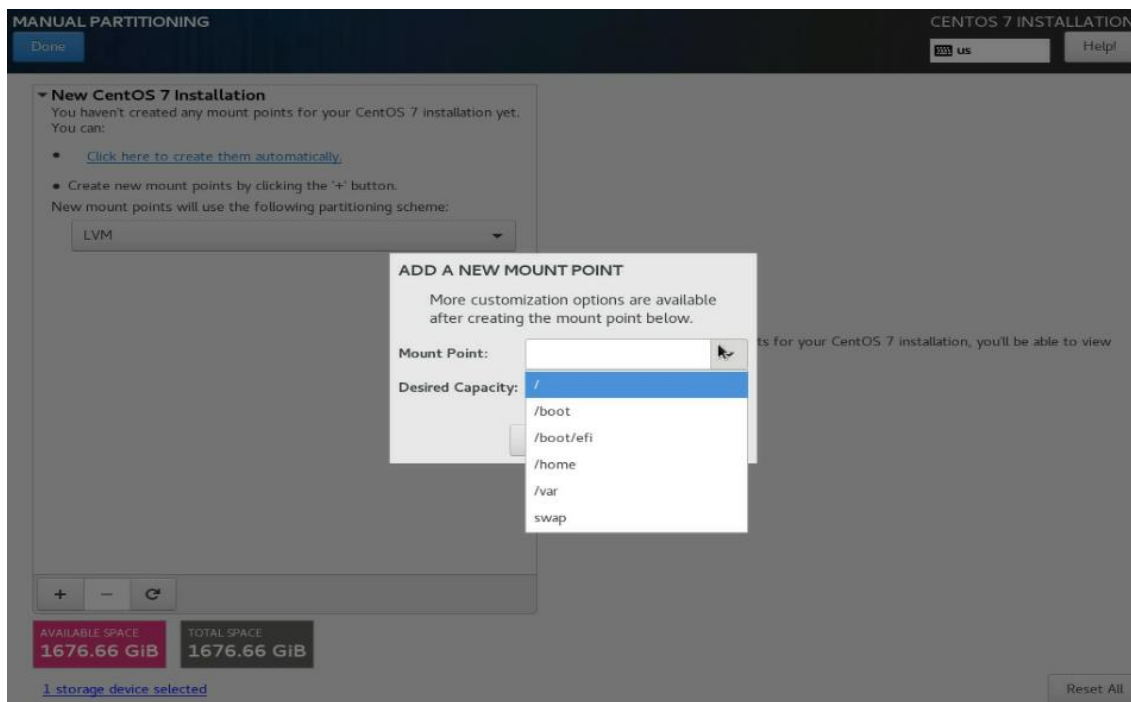 MANUAL PARTITIONING
CENTOS 7 INSTALLATION
Done
us
Help!
New CentOS 7 Installation
You haven't created any mount points for your CentOS 7 installation yet.
You can:
Click here to create them automatically.
Create new mount points by clicking the '+' button.
New mount points will use the following partitioning scheme:
LVM
ADD A NEW MOUNT POINT
More customization options are available
after creating the mount point below.
Mount Point:
ts for your CentOS 7 installation, you'll be able to view
Desired Capacity:
/
/boot
/boot/efi
/home
/var
swap
+ −
AVAILABLE SPACE
1676.66 GiB
TOTAL SPACE
1676.66 GiB
1 storage device selected
Reset All